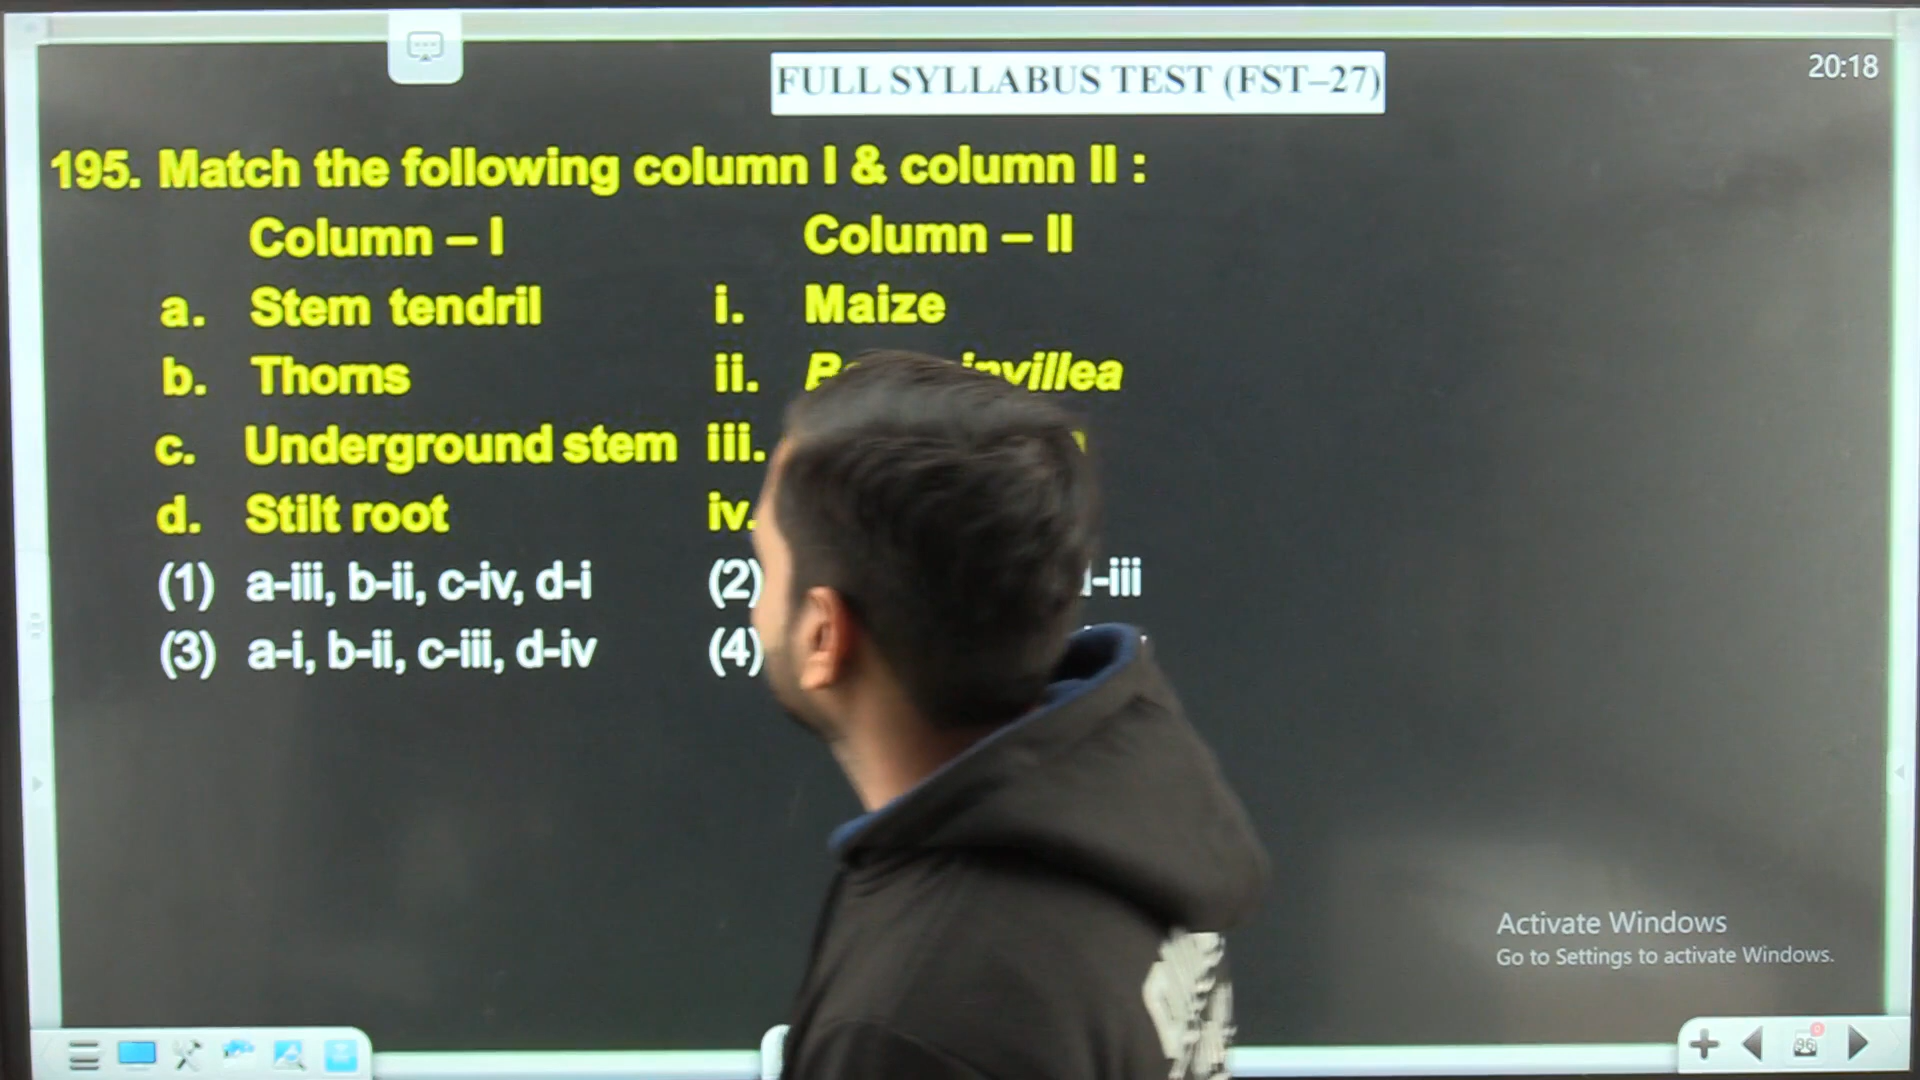 20:18
FULL SYLLABUS TEST (FST–27)
195. Match the following column I & column II :
Column – I Column – II
a. Stem tendril i. Maize
b. Thorns ii.
c. Underground stem iii.
d. Stilt root iv.
(1) a-iii, b-ii, c-iv, d-i (2) -iii
(3) a-i, b-ii, c-iii, d-iv (4)
Activate Windows
Go to Settings to activate Windows.
96